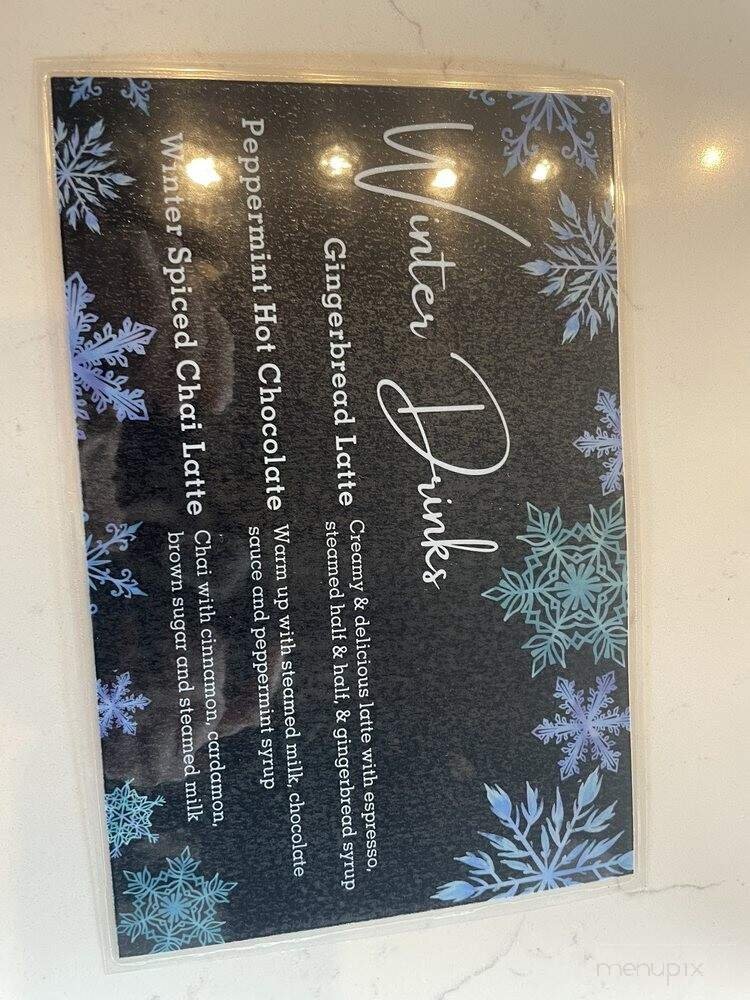 Winter Drinks
Gingerbread Latte
Creamy & delicious latte with espresso,
steamed half & half, & gingerbread syrup
Peppermint Hot Chocolate
Warm up with steamed milk, chocolate
sauce and peppermint syrup
Winter Spiced Chai Latte
Chai with cinnamon, cardamon,
brown sugar and steamed milk
menupix